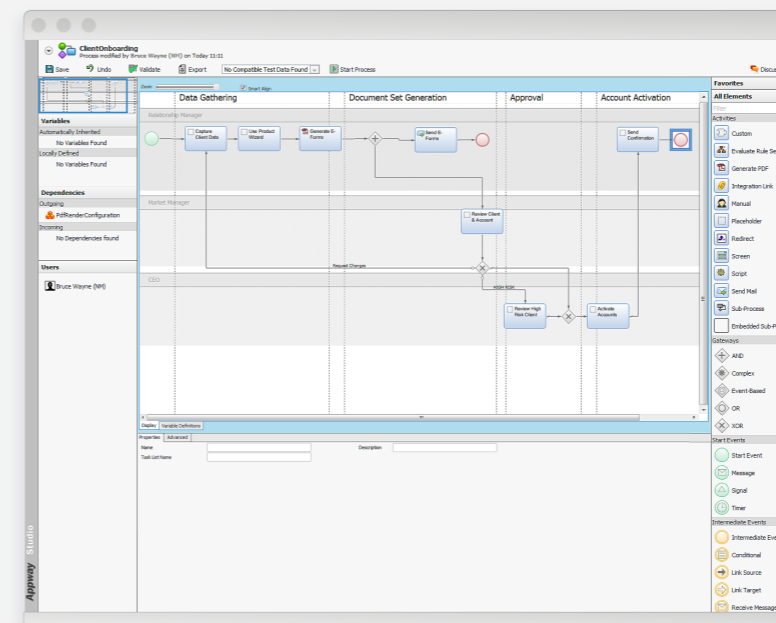 ClientOnboarding
Process modified by Bruce Wayne (NM) on Today 11:11
Save Undo Validate Export No Compatible Test Data Found Start Process
Zoom Smart Align
Variables
Automatically Inherited
No Variables Found
Locally Defined
No Variables Found
Dependencies
Outgoing
PdfRenderConfiguration
Incoming
No Dependencies found
Users
Bruce Wayne (NM)
Data Gathering Document Set Generation Approval Account Activation
Relationship Manager
Capture
Client Data
Use Product
Wizard
Generate E-
Forms
Send E-
Forms
Send
Confirmation
Market Manager
Review Client
& Account
Request Changes
CEO
HIGH RISK
Review High
Risk Client
Activate
Accounts
Display Variable Definitions
Properties Advanced
Name
Description
Task List Name
Favorites
All Elements
Filter
Activities
Custom
Evaluate Rule Se
Generate PDF
Integration Link
Manual
Placeholder
Redirect
Screen
Script
Send Mail
Sub-Process
Embedded Sub-P
Gateways
AND
Complex
Event-Based
OR
XOR
Start Events
Start Event
Message
Signal
Timer
Intermediate Events
Intermediate Eve
Conditional
Link Source
Link Target
Receive Message
Appway Studio